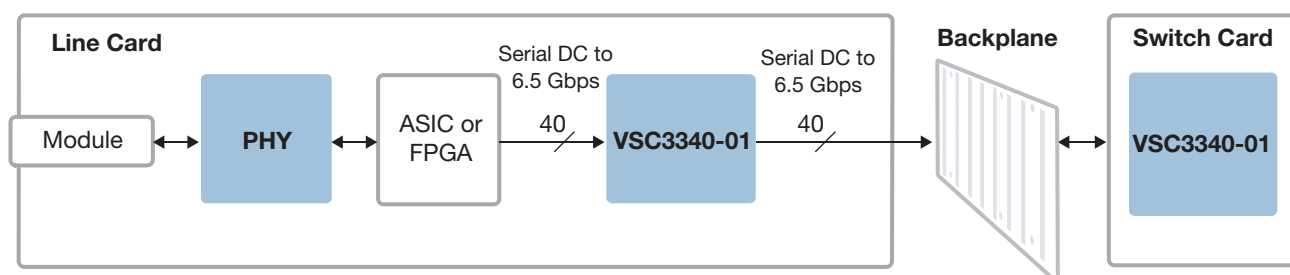 Line Card
Module
PHY
ASIC or
FPGA
Serial DC to
6.5 Gbps
40
VSC3340-01
Serial DC to
6.5 Gbps
40
Backplane
Switch Card
VSC3340-01